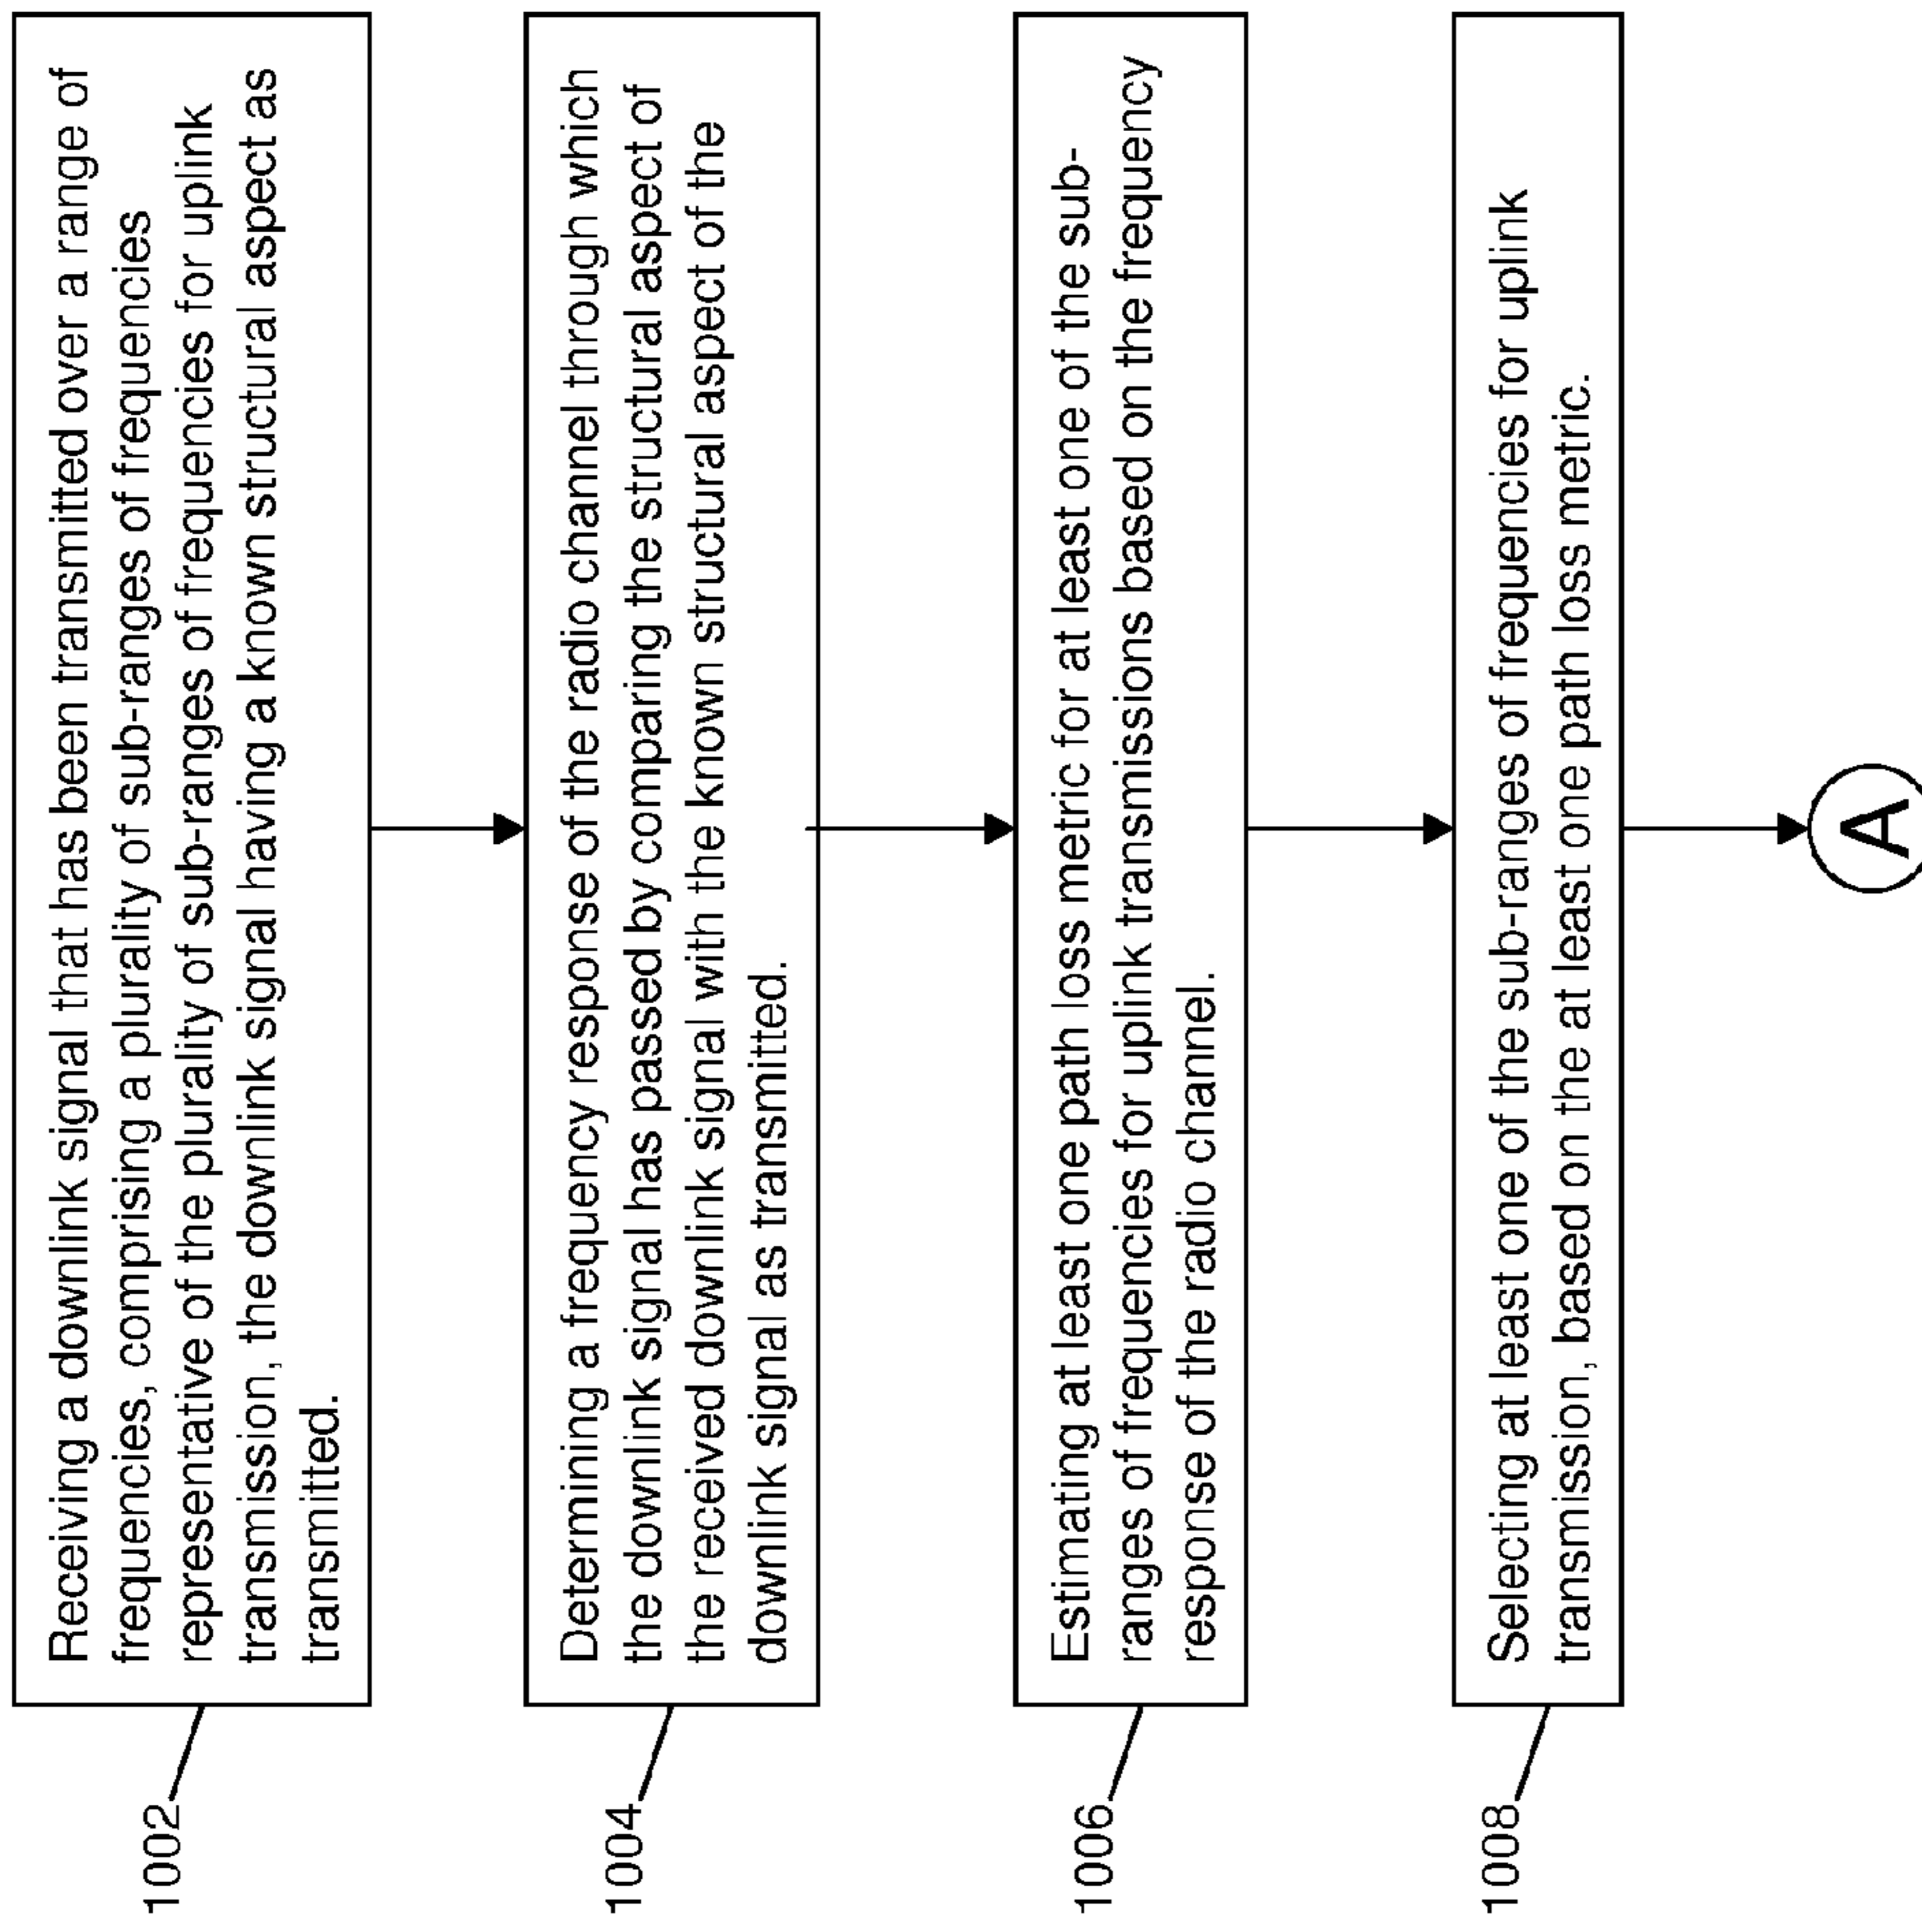 1002
Receiving a downlink signal that has been transmitted over a range of
frequencies, comprising a plurality of sub-ranges of frequencies
representative of the plurality of sub-ranges of frequencies for uplink
transmission, the downlink signal having a known structural aspect as
transmitted.
1004
Determining a frequency response of the radio channel through which
the downlink signal has passed by comparing the structural aspect of
the received downlink signal with the known structural aspect of the
downlink signal as transmitted.
1006
Estimating at least one path loss metric for at least one of the sub-
ranges of frequencies for uplink transmissions based on the frequency
response of the radio channel.
1008
Selecting at least one of the sub-ranges of frequencies for uplink
transmission, based on the at least one path loss metric.
A